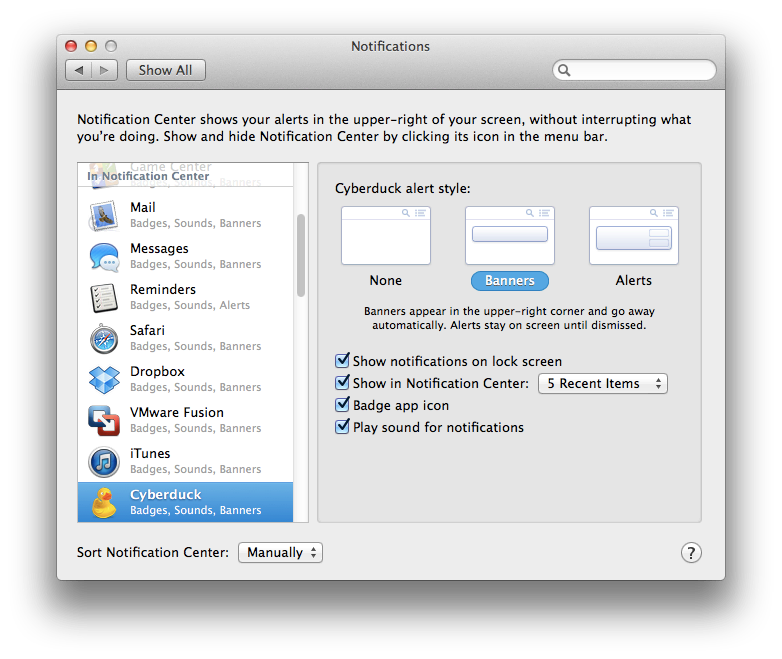 Notifications
Show All
Notification Center shows your alerts in the upper-right of your screen, without interrupting what
you're doing. Show and hide Notification Center by clicking its icon in the menu bar.
Game Center
In Notification Center
Badges, Sounds, Banners
Mail
Badges, Sounds, Banners
Messages
Badges, Sounds, Banners
Reminders
Badges, Sounds, Alerts
Safari
Badges, Sounds, Banners
Dropbox
Badges, Sounds, Banners
VMware Fusion
Badges, Sounds, Banners
iTunes
Badges, Sounds, Banners
Cyberduck
Badges, Sounds, Banners
Cyberduck alert style:
None
Banners
Alerts
Banners appear in the upper-right corner and go away
automatically. Alerts stay on screen until dismissed.
Show notifications on lock screen
Show in Notification Center: 5 Recent Items
Badge app icon
Play sound for notifications
Sort Notification Center: Manually
?